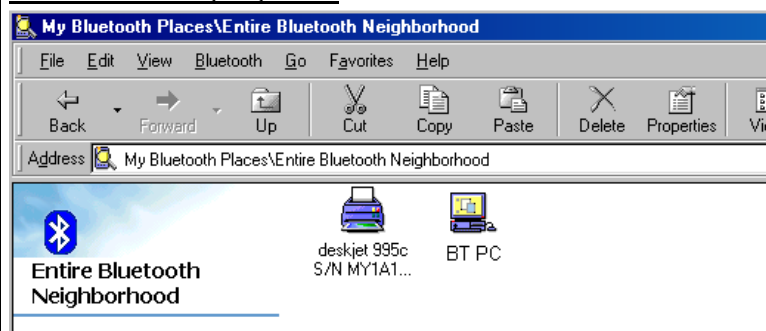 My Bluetooth Places\Entire Bluetooth Neighborhood
File Edit View Bluetooth Go Favorites Help
Back Forward Up Cut Copy Paste Delete Properties
Address My Bluetooth Places\Entire Bluetooth Neighborhood
deskjet 995c BT PC
S/N MY1A1...
Entire Bluetooth
Neighborhood